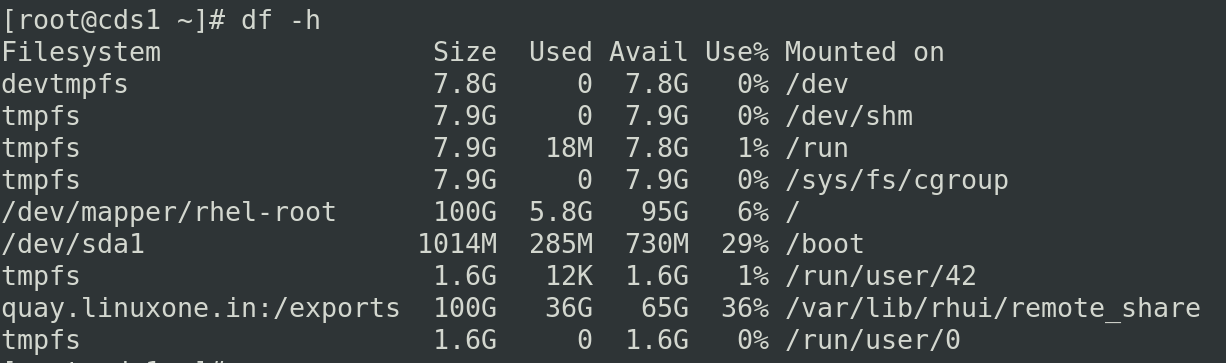 [root@cds1 ~]# df -h
Filesystem                 Size  Used Avail Use% Mounted on
devtmpfs                   7.8G     0  7.8G   0% /dev
tmpfs                      7.9G     0  7.9G   0% /dev/shm
tmpfs                      7.9G   18M  7.8G   1% /run
tmpfs                      7.9G     0  7.9G   0% /sys/fs/cgroup
/dev/mapper/rhel-root      100G  5.8G   95G   6% /
/dev/sda1                 1014M  285M  730M  29% /boot
tmpfs                      1.6G   12K  1.6G   1% /run/user/42
quay.linuxone.in:/exports  100G   36G   65G  36% /var/lib/rhui/remote_share
tmpfs                      1.6G     0  1.6G   0% /run/user/0